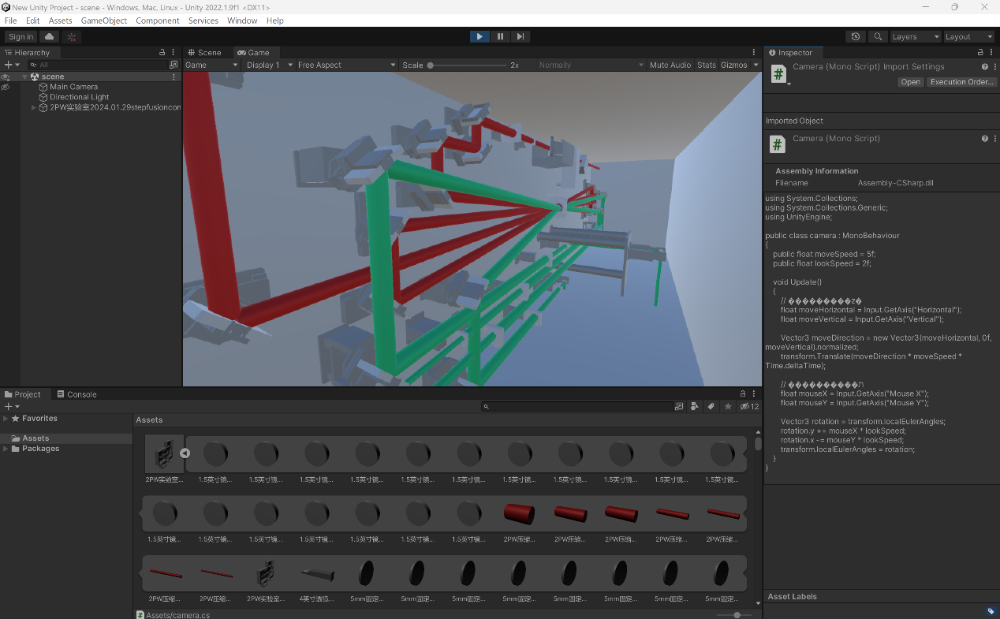 New Unity Project - scene - Windows, Mac, Linux - Unity 2022.1.9f1 <DX11>
File Edit Assets GameObject Component Services Window Help
Sign in
Layers Layout
Hierarchy
All
scene
Main Camera
Directional Light
2PW实验室2024.01.29stepfusioncon
Scene Game
Game Display 1 Free Aspect Scale 2x Normally Mute Audio Stats Gizmos
Inspector
Camera (Mono Script) Import Settings
Open Execution Order...
Imported Object
Camera (Mono Script)
Assembly Information
Filename Assembly-CSharp.dll
using System.Collections;
using System.Collections.Generic;
using UnityEngine;
public class camera : MonoBehaviour
{
public float moveSpeed = 5f;
public float lookSpeed = 2f;
void Update()
{
// ���������ƶ�
float moveHorizontal = Input.GetAxis("Horizontal");
float moveVertical = Input.GetAxis("Vertical");
Vector3 moveDirection = new Vector3(moveHorizontal, 0f,
moveVertical).normalized;
transform.Translate(moveDirection * moveSpeed *
Time.deltaTime);
// ����������ת
float mouseX = Input.GetAxis("Mouse X");
float mouseY = Input.GetAxis("Mouse Y");
Vector3 rotation = transform.localEulerAngles;
rotation.y += mouseX * lookSpeed;
rotation.x -= mouseY * lookSpeed;
transform.localEulerAngles = rotation;
}
}
Asset Labels
Project Console
12
Favorites
Assets
Packages
Assets
2PW实验室... 1.5英寸镜... 1.5英寸镜... 1.5英寸镜... 1.5英寸镜... 1.5英寸镜... 1.5英寸镜... 1.5英寸镜... 1.5英寸镜... 1.5英寸镜... 1.5英寸镜... 1.5英寸镜...
1.5英寸镜... 1.5英寸镜... 1.5英寸镜... 1.5英寸镜... 1.5英寸镜... 1.5英寸镜... 1.5英寸镜... 2PW压缩... 2PW压缩... 2PW压缩... 2PW压缩... 2PW压缩...
2PW压缩... 2PW压缩... 2PW实验室... 4英寸透镜... 5mm固定... 5mm固定... 5mm固定... 5mm固定... 5mm固定... 5mm固定... 5mm固定... 5mm固定...
Assets/camera.cs